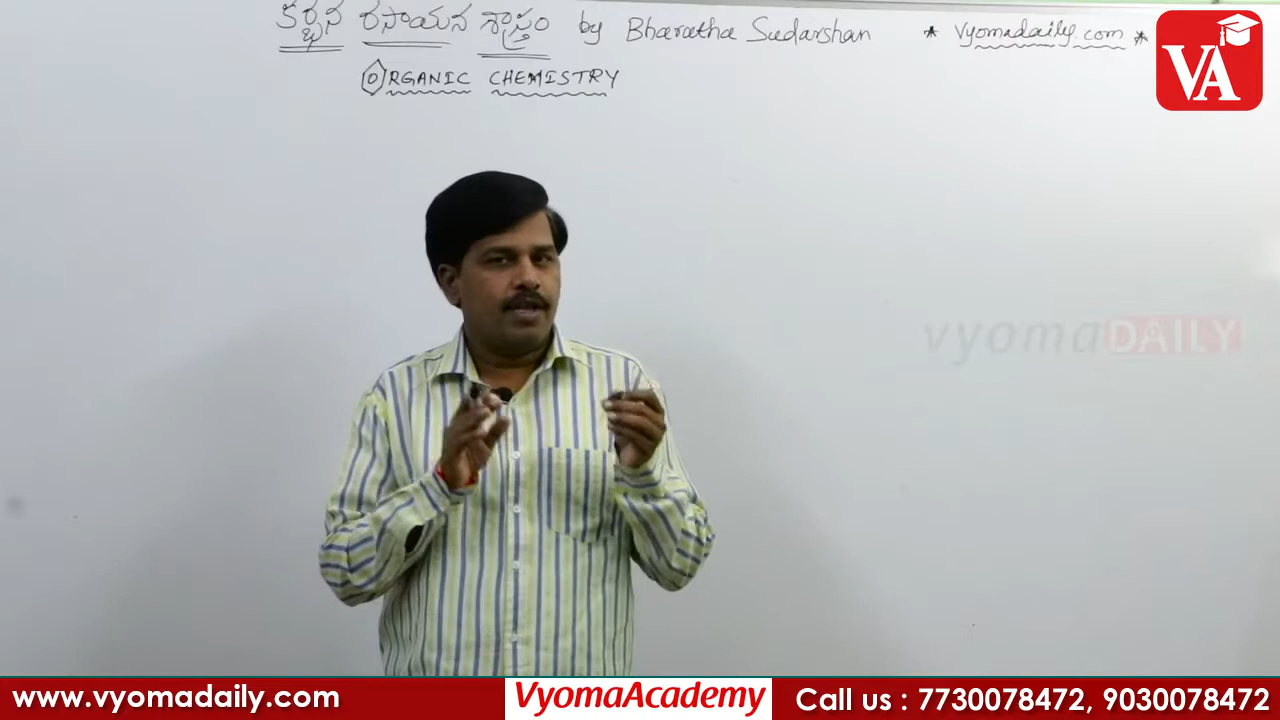 కర్బన రసాయన శాస్త్రం by Bharatha Sudarshan * vyomadaily.com *
ORGANIC CHEMISTRY
VA
vyomaDAILY
www.vyomadaily.com VyomaAcademy Call us : 7730078472, 9030078472